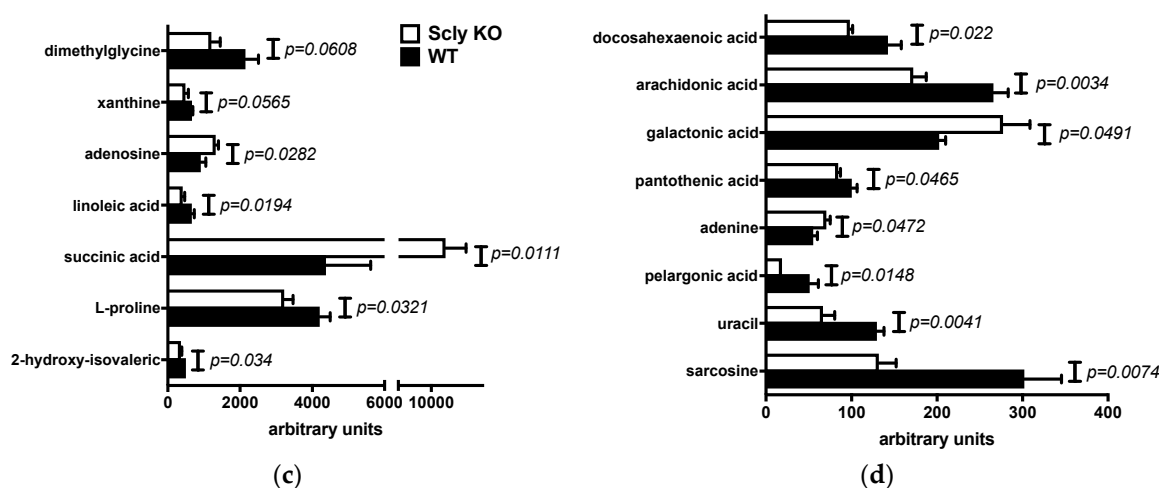 Scly KO
WT
dimethylglycine
p=0.0608
xanthine
p=0.0565
adenosine
p=0.0282
linoleic acid
p=0.0194
succinic acid
p=0.0111
L-proline
p=0.0321
2-hydroxy-isovaleric
p=0.034
0 2000 4000 6000 10000
arbitrary units
(c)
docosahexaenoic acid
p=0.022
arachidonic acid
p=0.0034
galactonic acid
p=0.0491
pantothenic acid
p=0.0465
adenine
p=0.0472
pelargonic acid
p=0.0148
uracil
p=0.0041
sarcosine
p=0.0074
0 100 200 300 400
arbitrary units
(d)